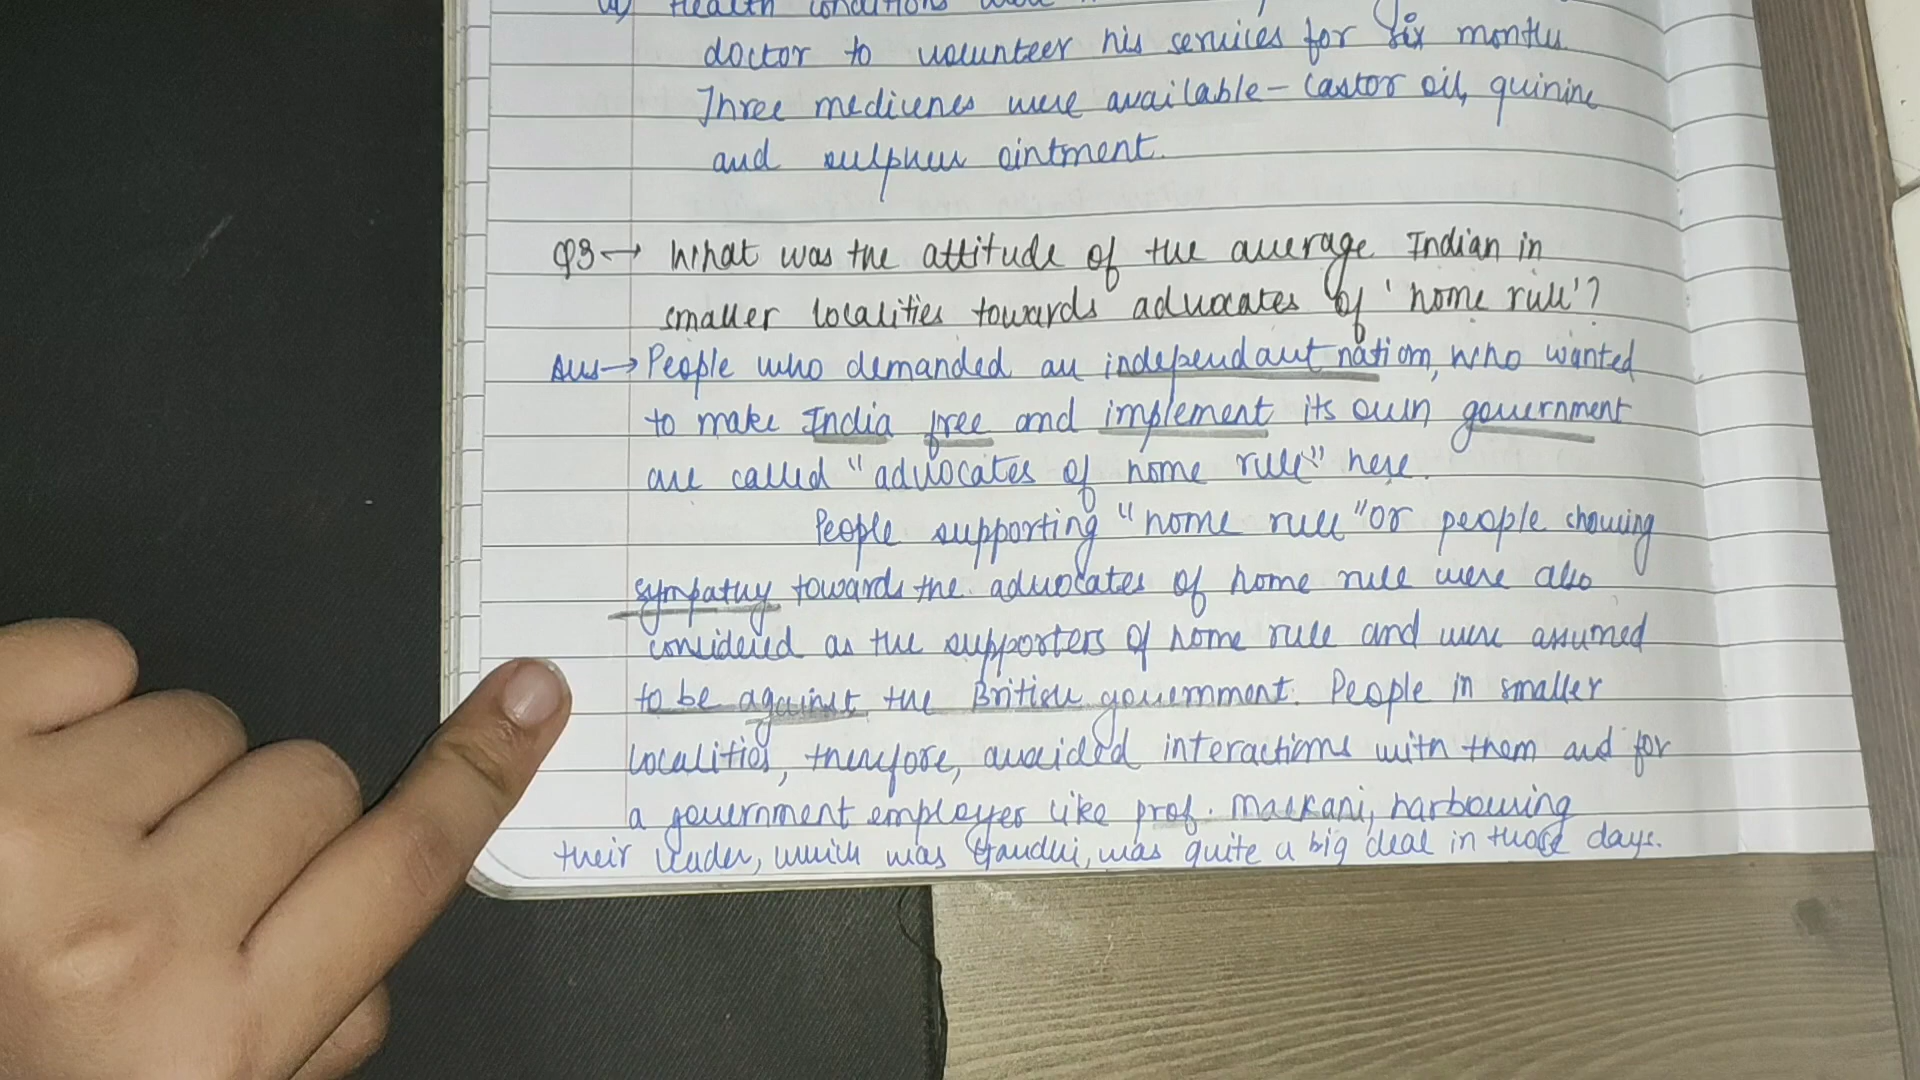 Health conditions were
doctor to volunteer his services for six months.
Three medicenes were available - Castor oil, quinine
and sulpher ointment.
Q3→ What was the attitude of the average Indian in
smaller localities towards advocates of 'home rule'?
Ans→ People who demanded an independant nation, who wanted
to make India free and implement its own government
are called "advocates of home rule" here.
People supporting "home rule" or people showing
sympathy towards the advocates of home rule were also
considered as the supporters of home rule and were assumed
to be against the British government. People in smaller
localities, therefore, avoided interactions with them and for
a government employee like prof. Malkani, harbouring
their leader, which was Gandhi, was quite a big deal in those days.